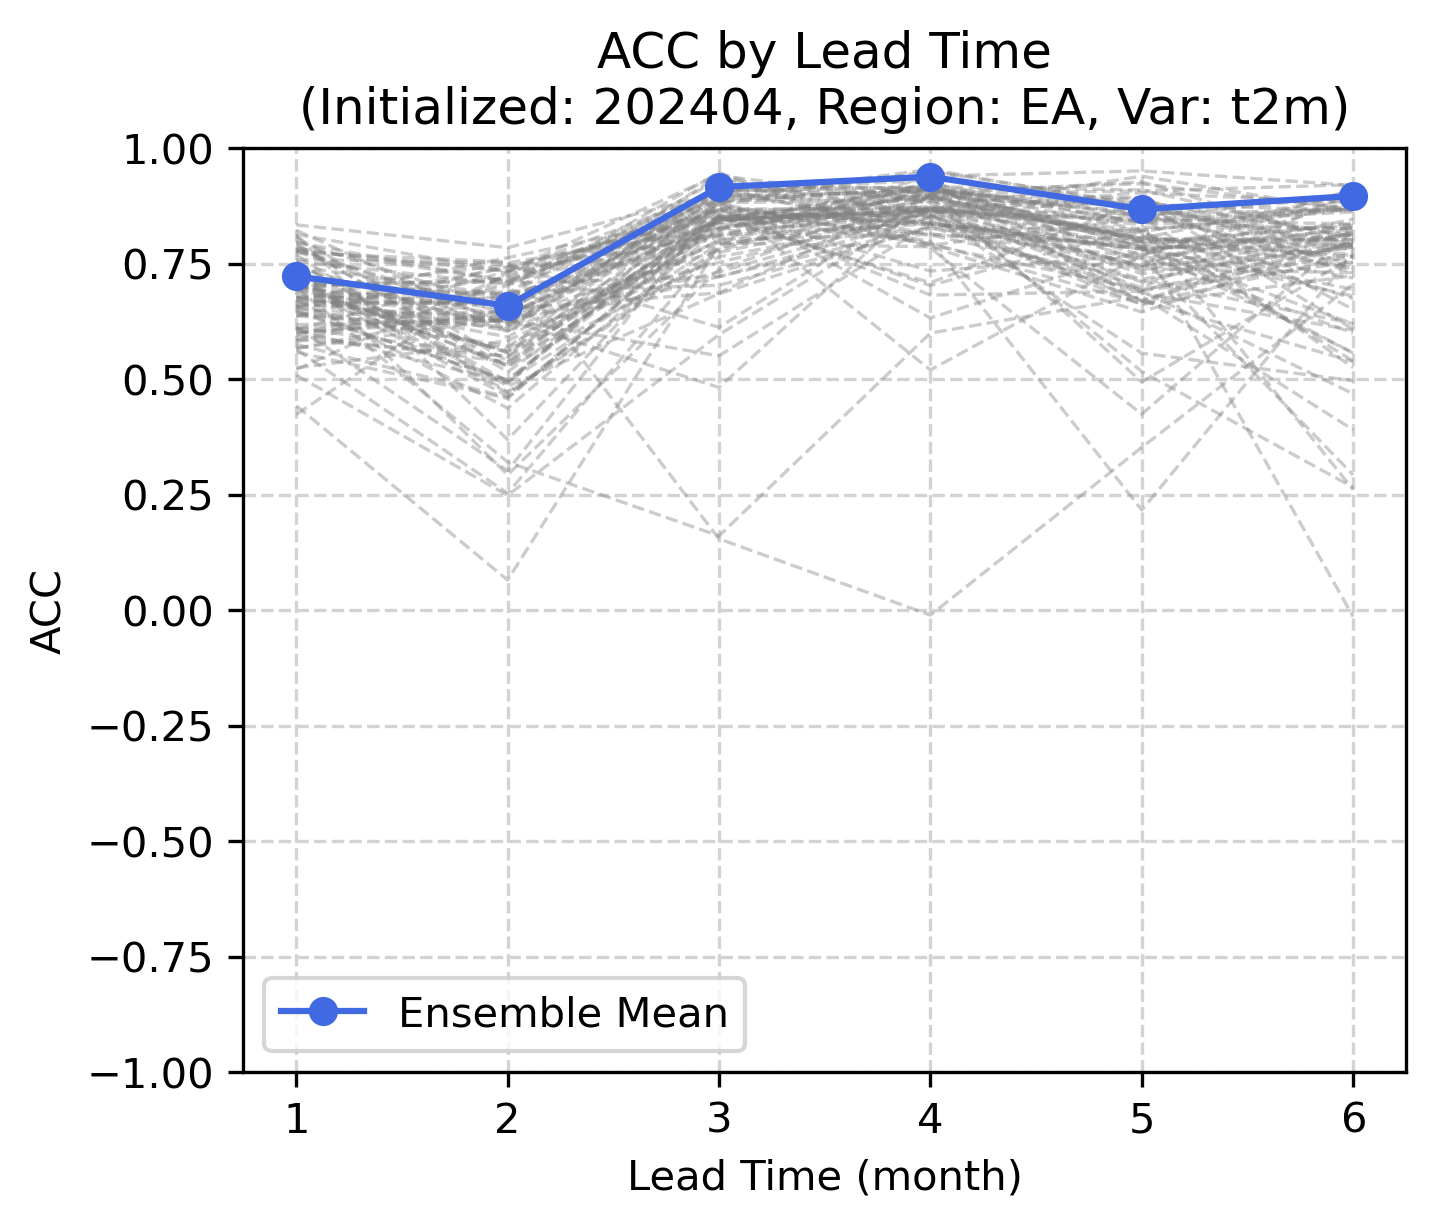 ACC by Lead Time
(Initialized: 202404, Region: EA, Var: t2m)
1.00
0.75
0.50
0.25
0.00
−0.25
−0.50
−0.75
−1.00
ACC
Ensemble Mean
1 2 3 4 5 6
Lead Time (month)